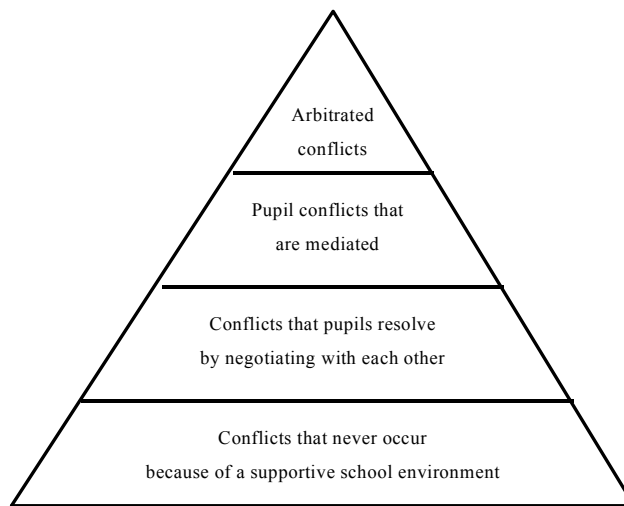 Arbitrated
conflicts
Pupil conflicts that
are mediated
Conflicts that pupils resolve
by negotiating with each other
Conflicts that never occur
because of a supportive school environment